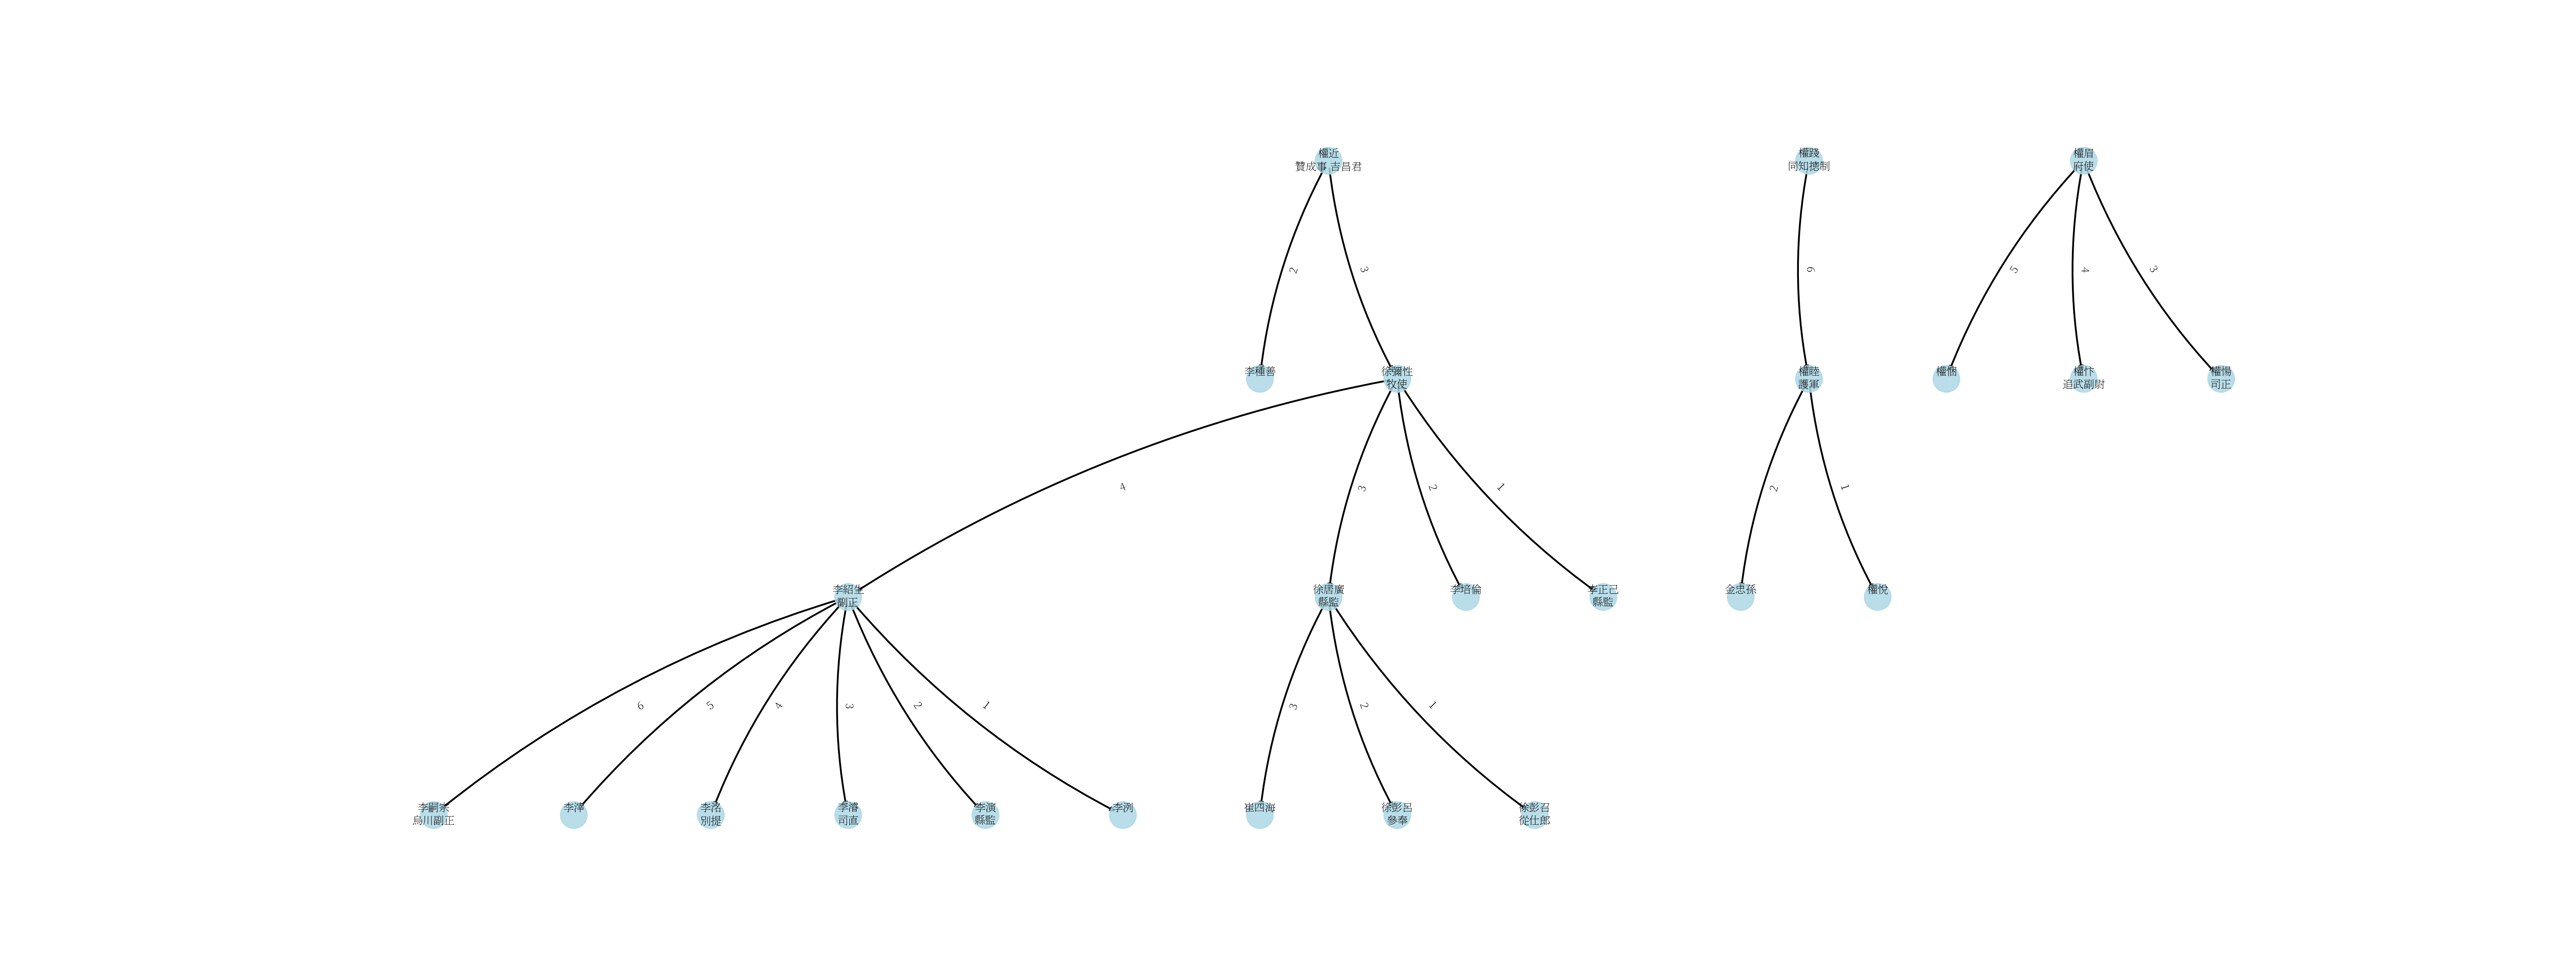 權近
贊成事 吉昌君
權踐
同知摠制
權眉
府使
2
3
6
5
4
3
李種善
徐彌性
牧使
權睦
護軍
權悃
權忭
追武副尉
權惕
司正
4
3
2
1
2
1
李紹生
副正
徐居廣
縣監
李培倫
李正己
縣監
金忠孫
權悅
6
5
4
3
2
1
3
2
1
李嗣宗
烏川副正
李滓
李洺
別提
李濬
司直
李演
縣監
李洌
崔四海
徐彭呂
參奉
徐彭召
從仕郎